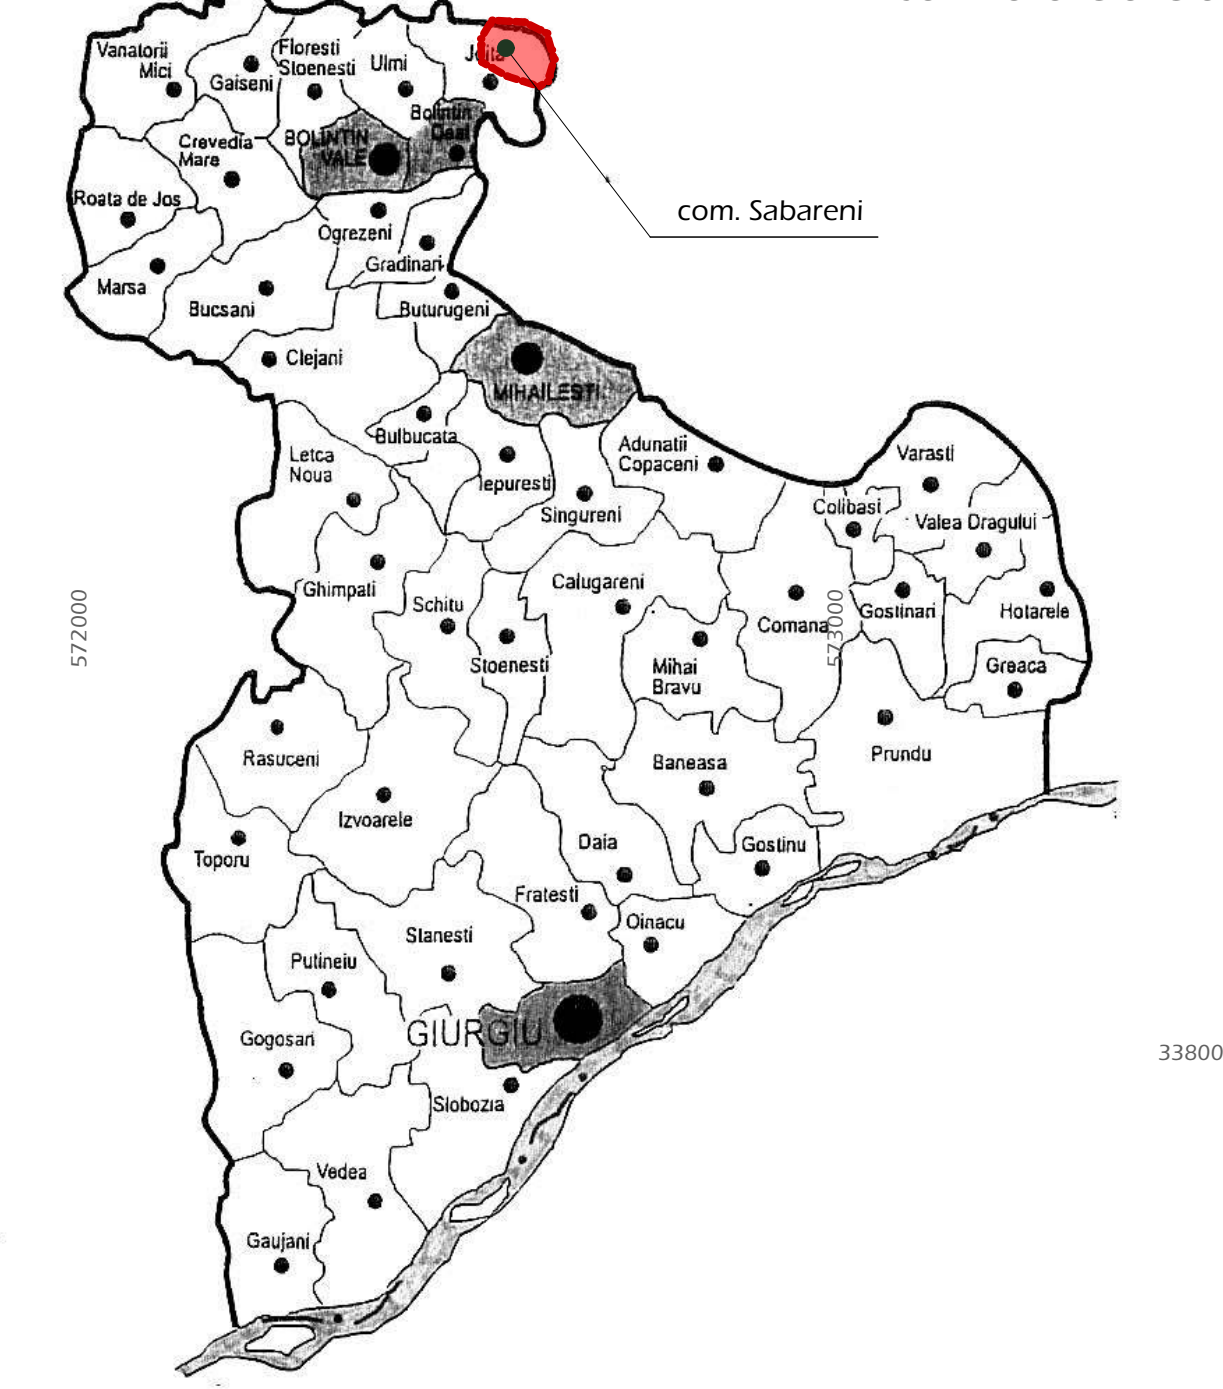 Vanatorii
Mici
Gaiseni
Floresti
Stoenesti
Ulmi
Joita
Bolintin
Deal
BOLINTIN
VALE
Crevedia
Mare
Roata de Jos
com. Sabareni
Ogrezeni
Gradinari
Marsa
Bucsani
Buturugeni
Clejani
MIHAILESTI
Bulbucata
Letca
Noua
Iepuresti
Singureni
Adunatii
Copaceni
Varasti
Colibasi
Valea Dragului
Ghimpati
Schitu
Calugareni
Stoenesti
Comana
Gostinari
Hotarele
572000
573000
Mihai
Bravu
Greaca
Rasuceni
Baneasa
Prundu
Izvoarele
Toporu
Daia
Gostinu
Fratesti
Oinacu
Stanesti
Putineiu
GIURGIU
Gogosari
33800
Slobozia
Vedea
Gaujani